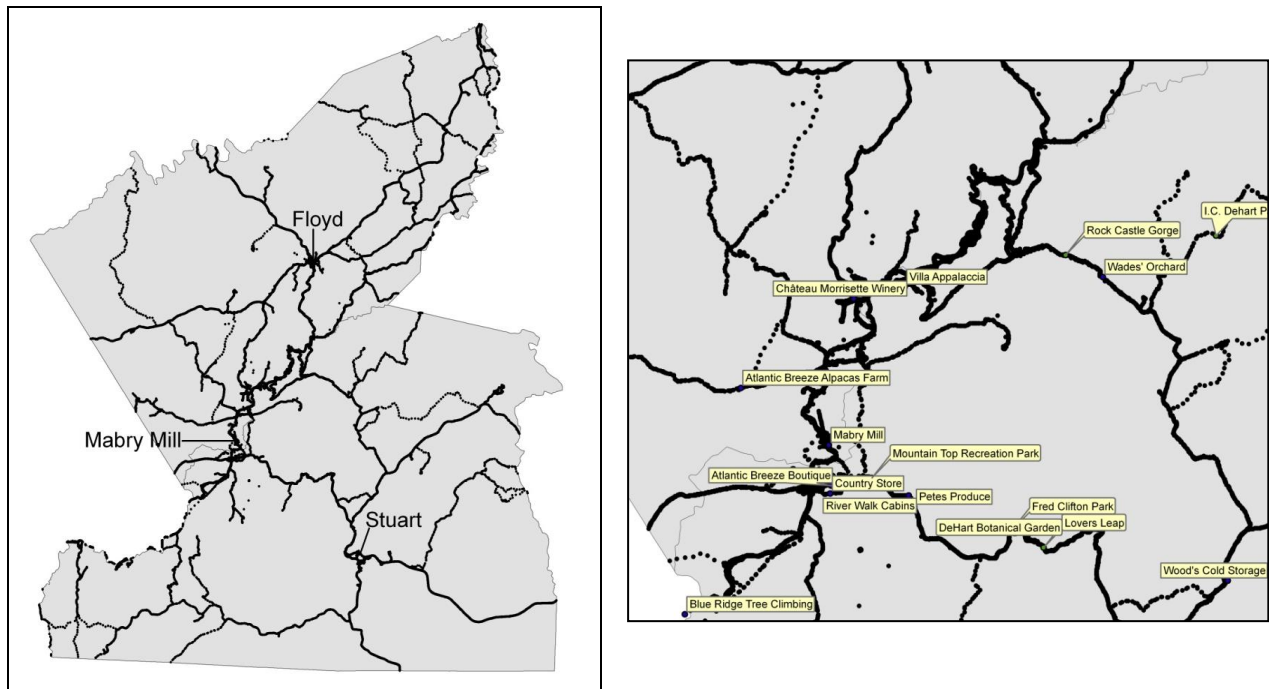 Floyd
Mabry Mill
Stuart
I.C. Dehart P
Rock Castle Gorge
Wades' Orchard
Villa Appalaccia
Château Morrisette Winery
Atlantic Breeze Alpacas Farm
Mabry Mill
Mountain Top Recreation Park
Atlantic Breeze Boutique
Country Store
Petes Produce
River Walk Cabins
Fred Clifton Park
DeHart Botanical Garden
Lovers Leap
Wood's Cold Storage
Blue Ridge Tree Climbing